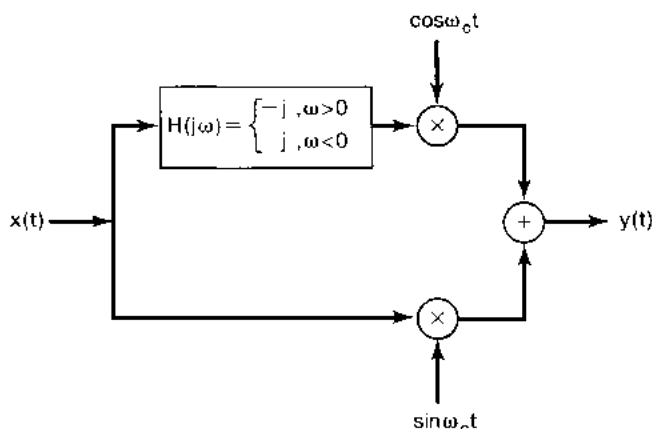 cosω_c t
H(jω) = { −j , ω>0
j , ω<0
×
x(t)
+
y(t)
×
sinω_c t